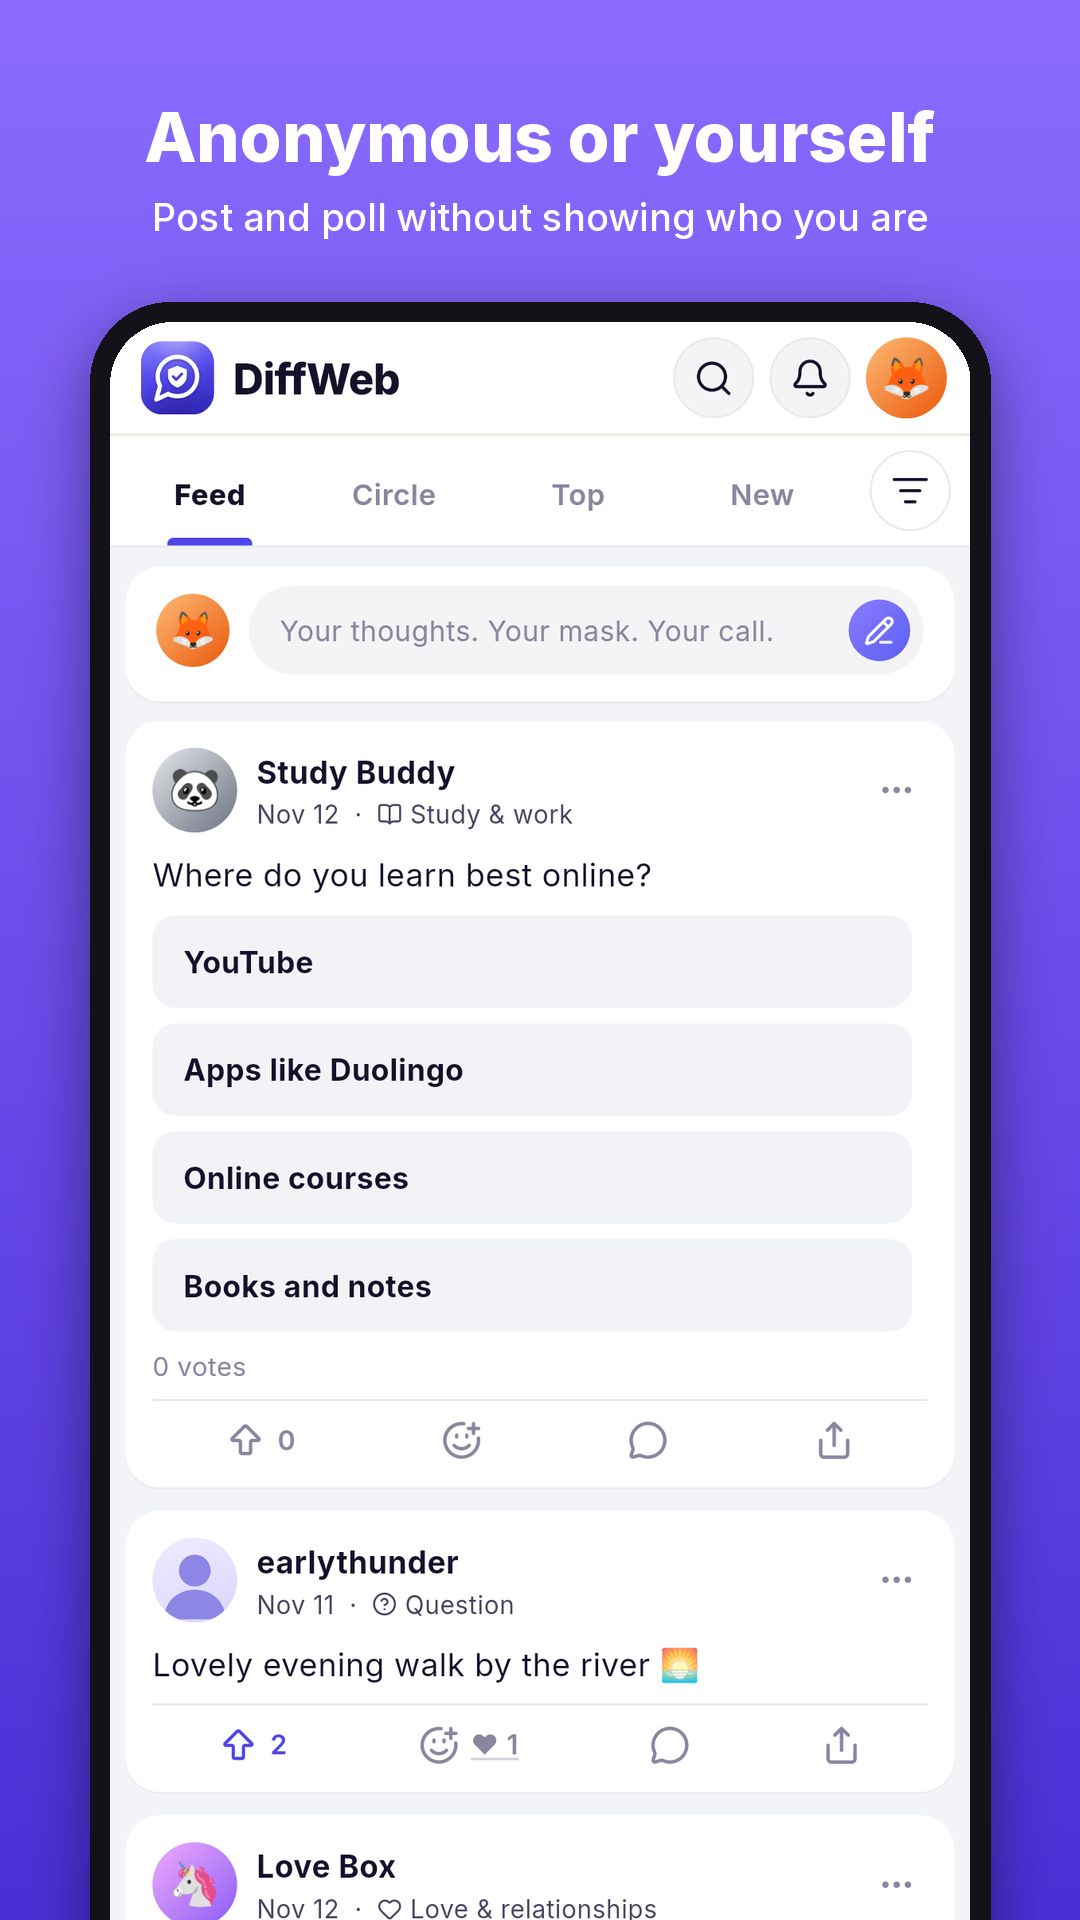 Anonymous or yourself
Post and poll without showing who you are
DiffWeb
Feed Circle Top New
Your thoughts. Your mask. Your call.
Study Buddy
Nov 12 · Study & work
Where do you learn best online?
YouTube
Apps like Duolingo
Online courses
Books and notes
0 votes
0
earlythunder
Nov 11 · Question
Lovely evening walk by the river 🌅
2 1
Love Box
Nov 12 · Love & relationships